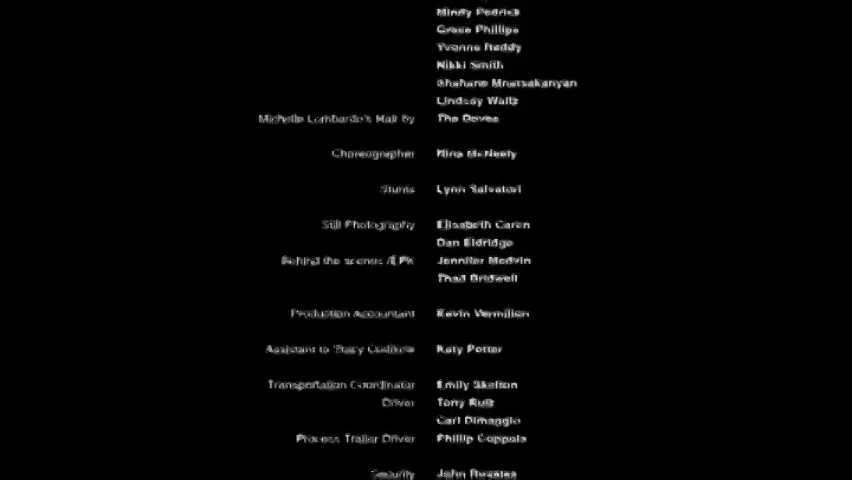 Mindy Pedrick
Grace Phillips
Yvonne Reddy
Nikki Smith
Shahane Mnatsakanyan
Lindsay Waltz
Michelle Lombardo's Hair By The Doves
Choreographer Nina McNeely
Stunts Lynn Salvatori
Still Photography Elisabeth Caren
Dan Eldridge
Behind the scenes / EPK Jennifer Medvin
Thad Bridwell
Production Accountant Kevin Vermilion
Assistant to Katy Potter
Transportation Coordinator Emily Skelton
Driver Tony Ruiz
Carl Dimaggio
Process Trailer Driver Phillip Coppola
Security John